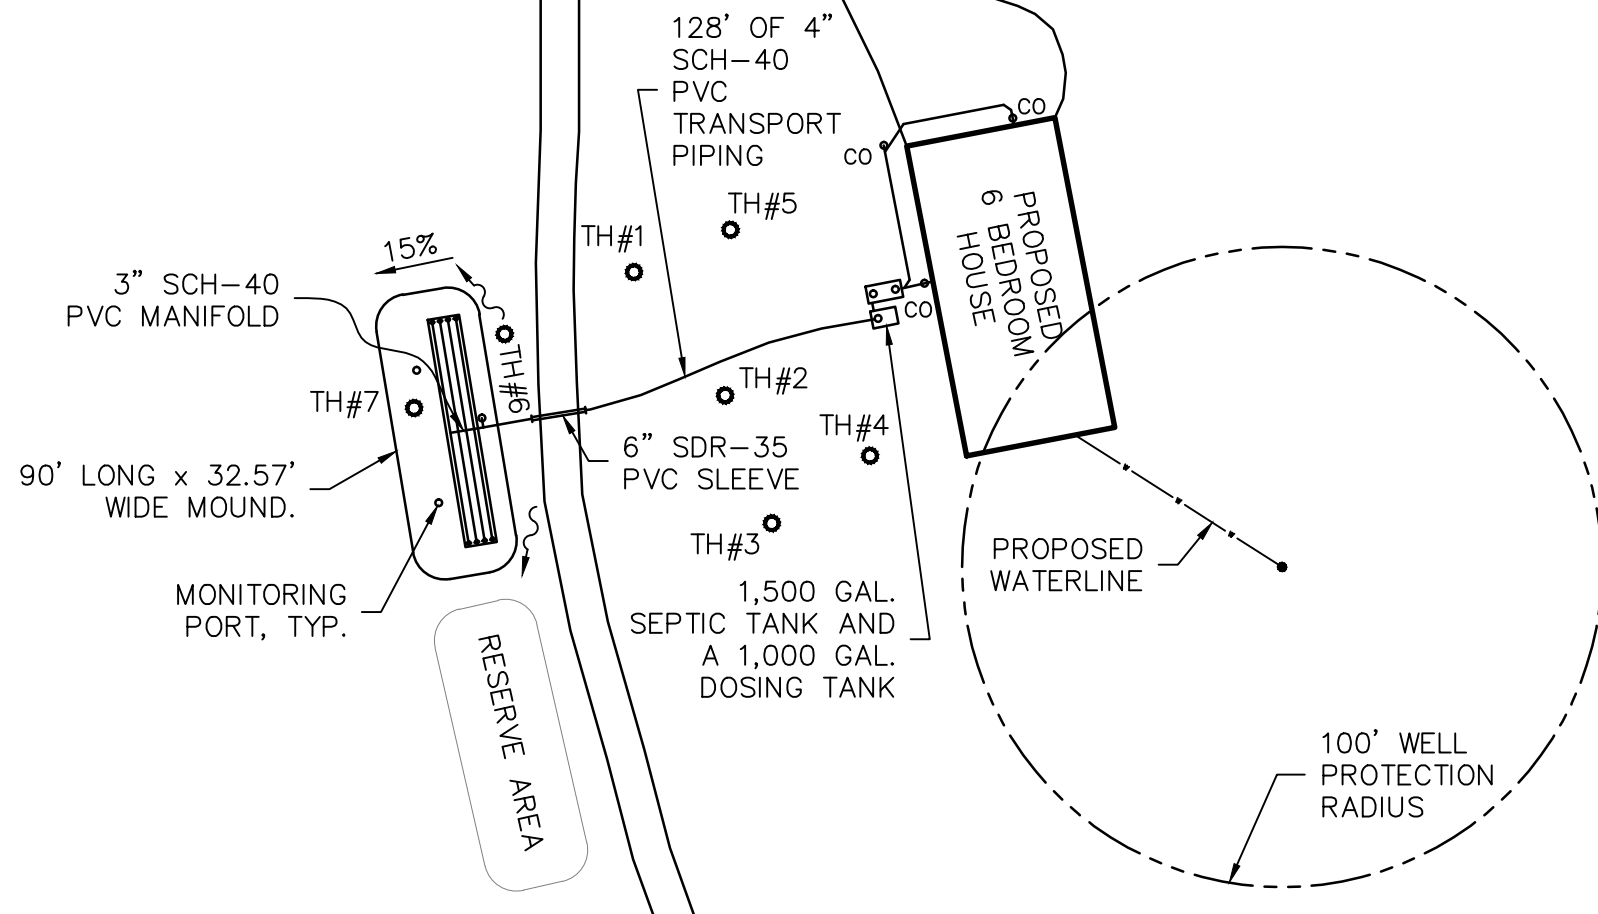 128' OF 4"
SCH-40
PVC
TRANSPORT
PIPING
CO
CO
TH#5
TH#1
15%
3" SCH-40
PVC MANIFOLD
PROPOSED
6 BEDROOM
HOUSE
CO
TH#6
TH#7
TH#2
TH#4
6" SDR-35
PVC SLEEVE
90' LONG x 32.57'
WIDE MOUND.
TH#3
PROPOSED
WATERLINE
MONITORING
PORT, TYP.
1,500 GAL.
SEPTIC TANK AND
A 1,000 GAL.
DOSING TANK
RESERVE AREA
100' WELL
PROTECTION
RADIUS